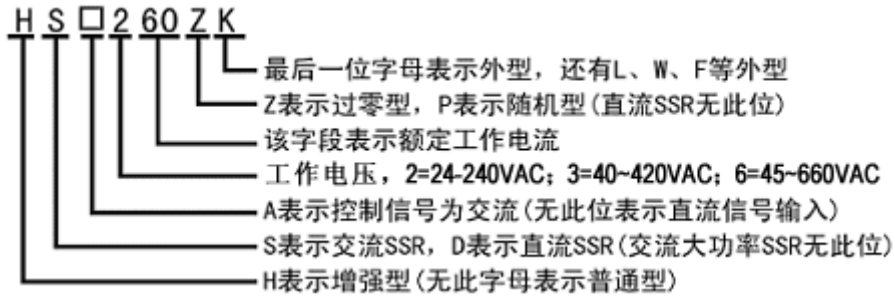 HS□260ZK
最后一位字母表示外型，还有L、W、F等外型
Z表示过零型，P表示随机型(直流SSR无此位)
该字段表示额定工作电流
工作电压，2=24-240VAC；3=40~420VAC；6=45~660VAC
A表示控制信号为交流(无此位表示直流信号输入)
S表示交流SSR，D表示直流SSR(交流大功率SSR无此位)
H表示增强型(无此字母表示普通型)